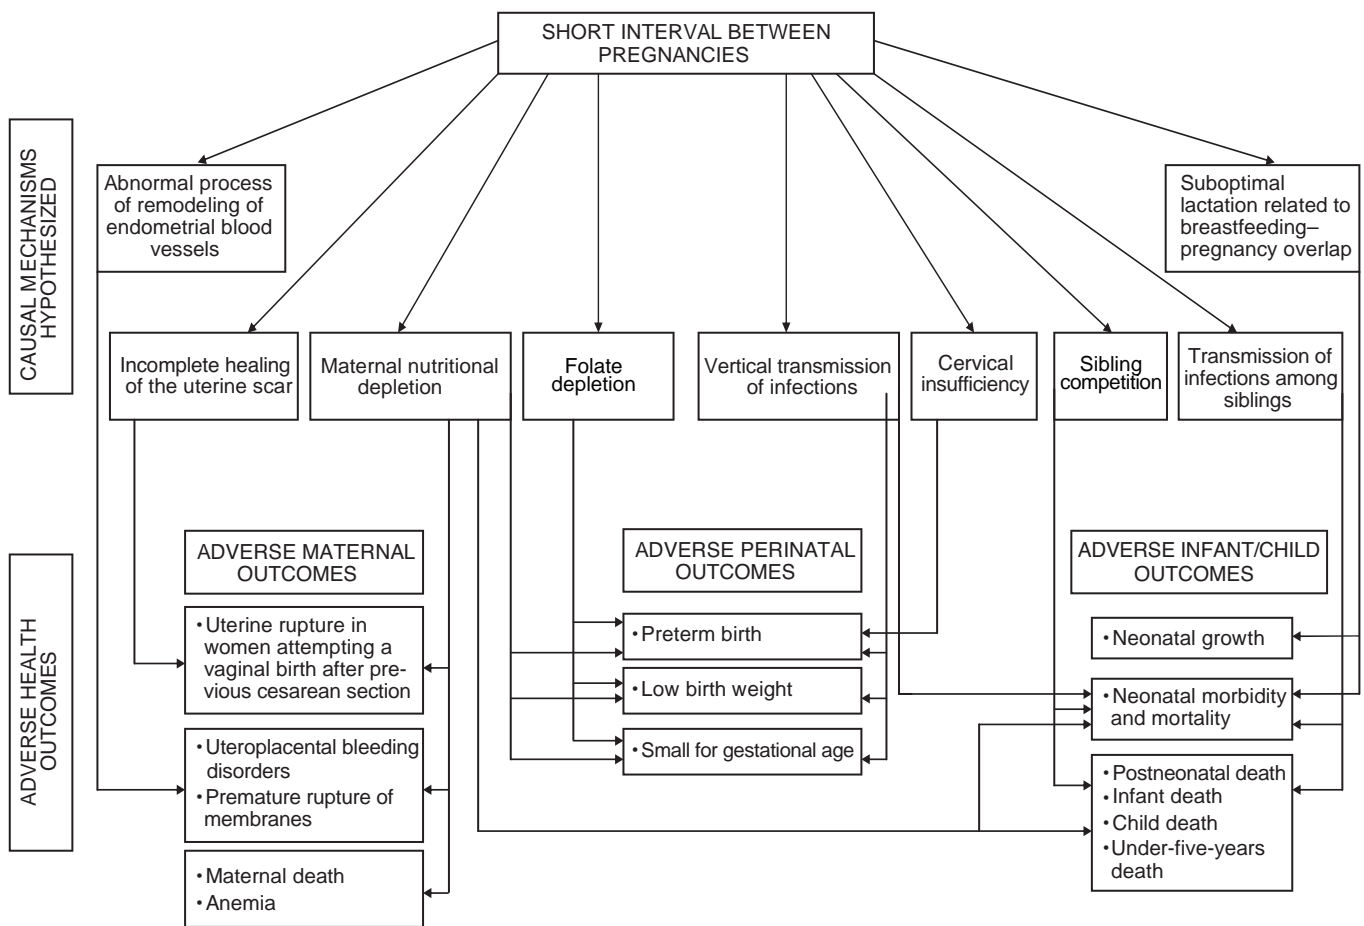 SHORT INTERVAL BETWEEN
PREGNANCIES
CAUSAL MECHANISMS
HYPOTHESIZED
Abnormal process
of remodeling of
endometrial blood
vessels
Suboptimal
lactation related to
breastfeeding–
pregnancy overlap
Incomplete healing
of the uterine scar
Maternal nutritional
depletion
Folate
depletion
Vertical transmission
of infections
Cervical
insufficiency
Sibling
competition
Transmission of
infections among
siblings
ADVERSE HEALTH
OUTCOMES
ADVERSE MATERNAL
OUTCOMES
• Uterine rupture in
women attempting a
vaginal birth after pre-
vious cesarean section
• Uteroplacental bleeding
disorders
• Premature rupture of
membranes
• Maternal death
• Anemia
ADVERSE PERINATAL
OUTCOMES
• Preterm birth
• Low birth weight
• Small for gestational age
ADVERSE INFANT/CHILD
OUTCOMES
• Neonatal growth
• Neonatal morbidity
and mortality
• Postneonatal death
• Infant death
• Child death
• Under-five-years
death